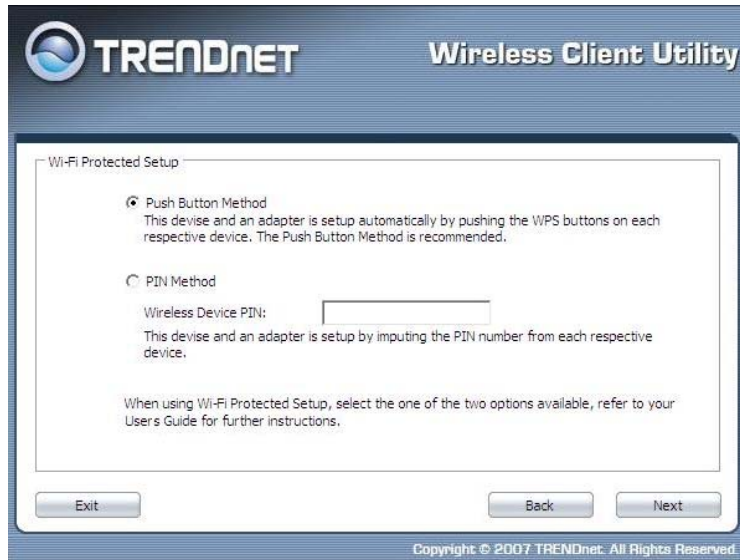 TRENDNET
Wireless Client Utility
Wi-Fi Protected Setup
Push Button Method
This devise and an adapter is setup automatically by pushing the WPS buttons on each
respective device. The Push Button Method is recommended.
PIN Method
Wireless Device PIN:
This devise and an adapter is setup by imputing the PIN number from each respective
device.
When using Wi-Fi Protected Setup, select the one of the two options available, refer to your
Users Guide for further instructions.
Exit
Back
Next
Copyright © 2007 TRENDnet. All Rights Reserved